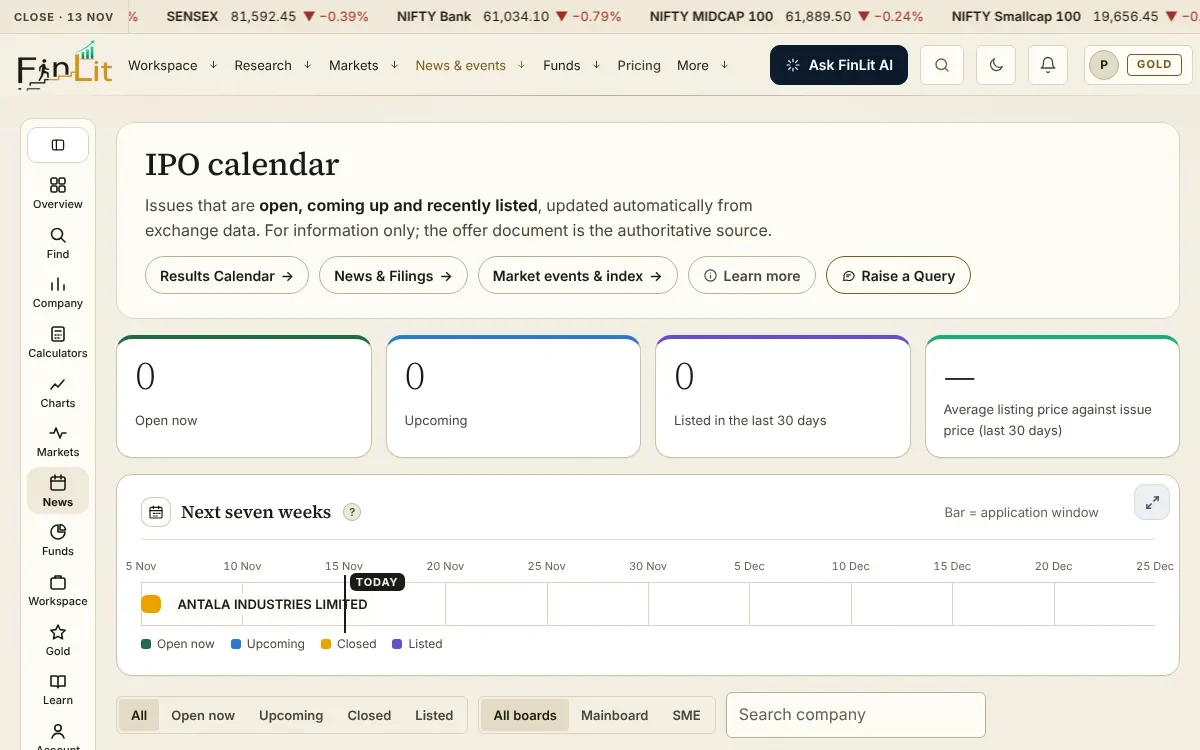 CLOSE · 13 NOV % SENSEX 81,592.45 ▼ −0.39% NIFTY Bank 61,034.10 ▼ −0.79% NIFTY MIDCAP 100 61,889.50 ▼ −0.24% NIFTY Smallcap 100 19,656.45 ▼ −0.
FinLit
Workspace ↓ Research ↓ Markets ↓ News & events ↓ Funds ↓ Pricing More ↓ Ask FinLit AI P GOLD
Overview
Find
Company
Calculators
Charts
Markets
News
Funds
Workspace
Gold
Learn
Account
IPO calendar
Issues that are open, coming up and recently listed, updated automatically from
exchange data. For information only; the offer document is the authoritative source.
Results Calendar → News & Filings → Market events & index → Learn more Raise a Query
0
Open now
0
Upcoming
0
Listed in the last 30 days
—
Average listing price against issue
price (last 30 days)
Next seven weeks ? Bar = application window
5 Nov 10 Nov 15 Nov 20 Nov 25 Nov 30 Nov 5 Dec 10 Dec 15 Dec 20 Dec 25 Dec
TODAY
ANTALA INDUSTRIES LIMITED
Open now Upcoming Closed Listed
All Open now Upcoming Closed Listed All boards Mainboard SME Search company